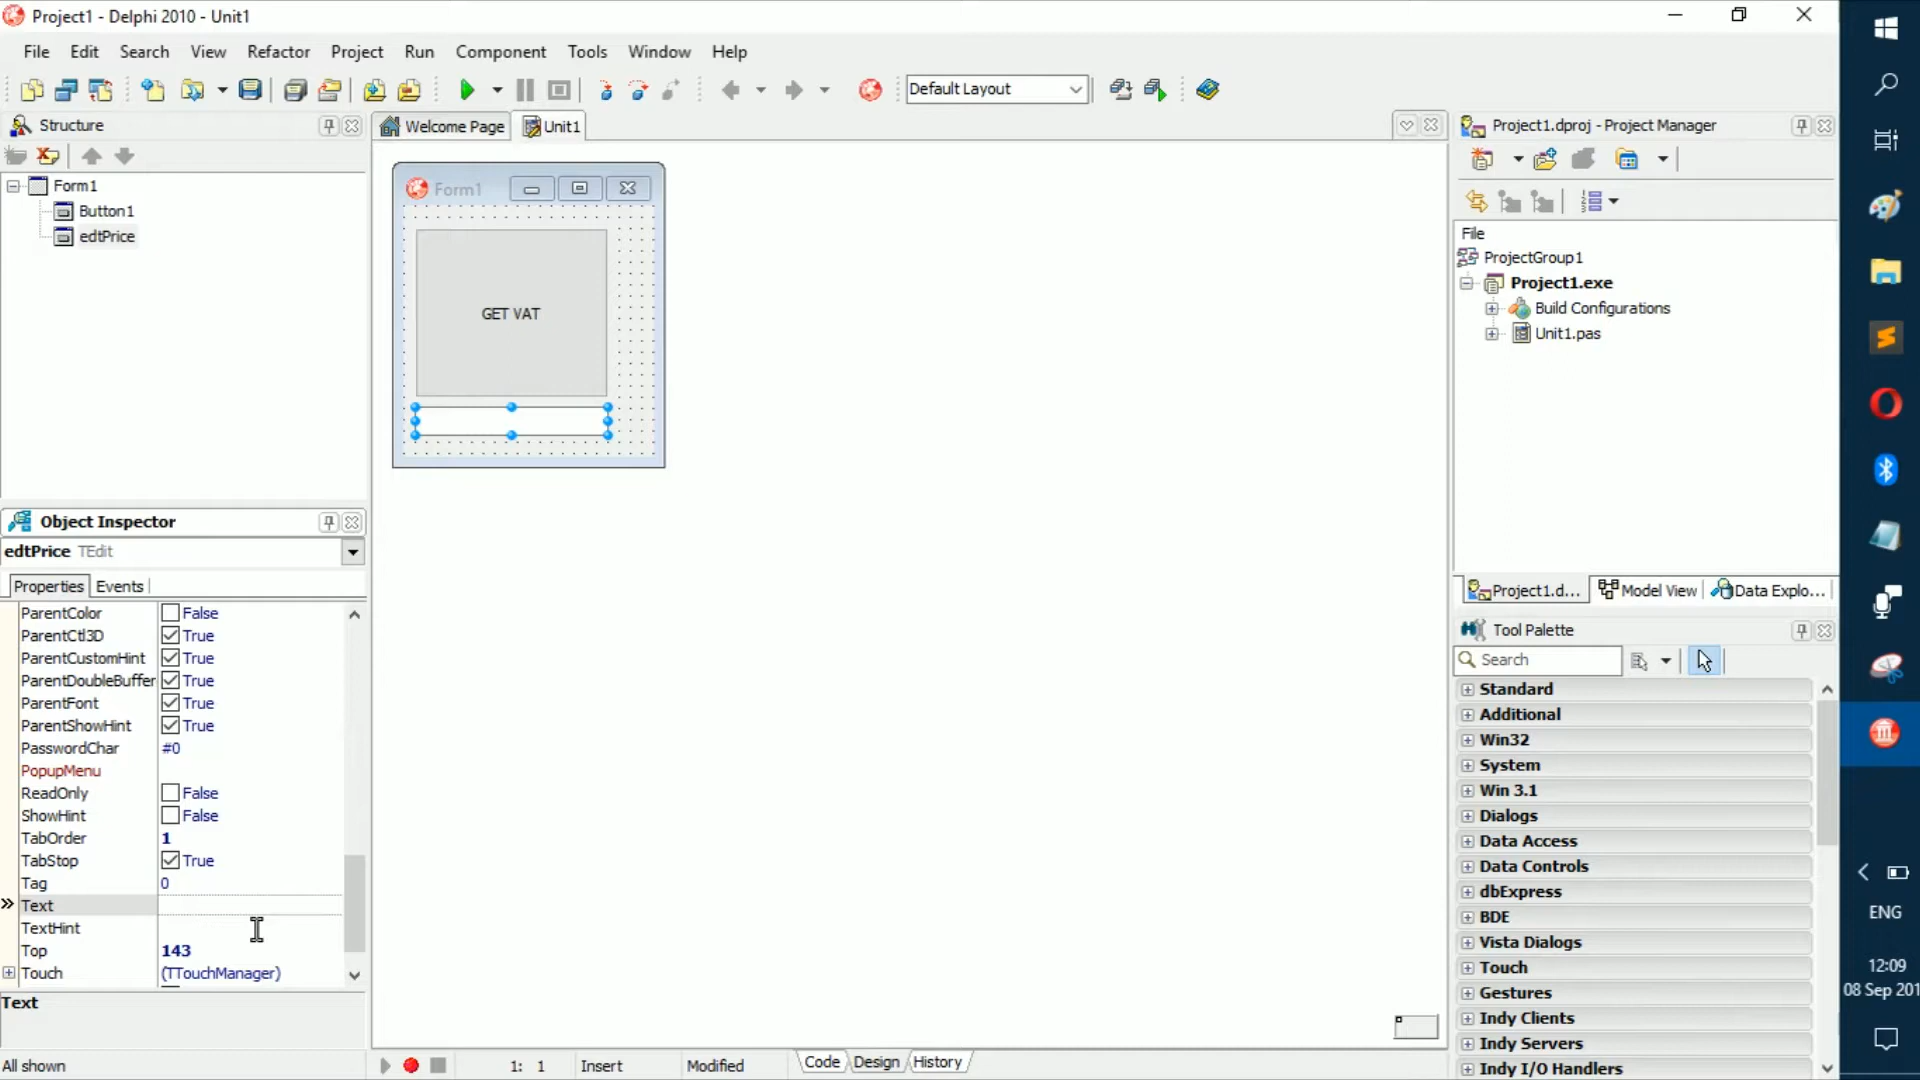 Project1 - Delphi 2010 - Unit1
File Edit Search View Refactor Project Run Component Tools Window Help
Default Layout
Structure
Form1
Button1
edtPrice
Object Inspector
edtPrice TEdit
Properties Events
ParentColor False
ParentCtl3D True
ParentCustomHint True
ParentDoubleBuffer True
ParentFont True
ParentShowHint True
PasswordChar #0
PopupMenu
ReadOnly False
ShowHint False
TabOrder 1
TabStop True
Tag 0
Text
TextHint
Top 143
Touch (TTouchManager)
Text
All shown
Welcome Page Unit1
Form1
GET VAT
1: 1 Insert Modified Code Design History
Project1.dproj - Project Manager
File
ProjectGroup1
Project1.exe
Build Configurations
Unit1.pas
Project1.d... Model View Data Explo...
Tool Palette
Search
Standard
Additional
Win32
System
Win 3.1
Dialogs
Data Access
Data Controls
dbExpress
BDE
Vista Dialogs
Touch
Gestures
Indy Clients
Indy Servers
Indy I/O Handlers
ENG
12:09
08 Sep 201